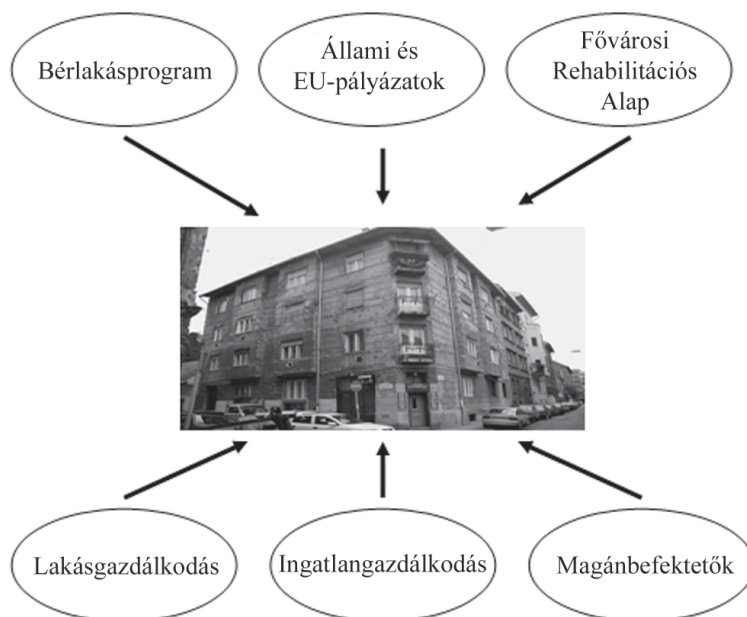 Bérlakásprogram
Állami és
EU-pályázatok
Fővárosi
Rehabilitációs
Alap
Lakásgazdálkodás
Ingatlangazdálkodás
Magánbefektetők